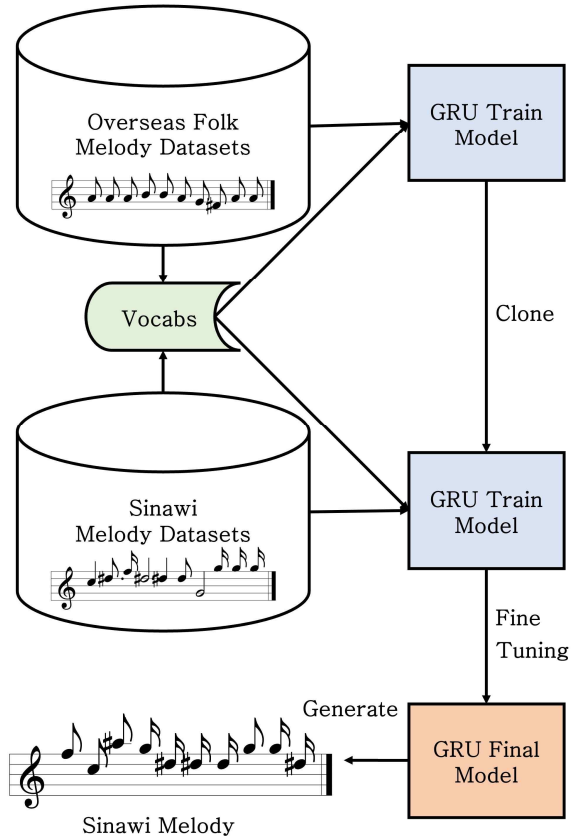 Overseas Folk
Melody Datasets
GRU Train
Model
Vocabs
Clone
Sinawi
Melody Datasets
GRU Train
Model
Fine
Tuning
Generate
GRU Final
Model
Sinawi Melody